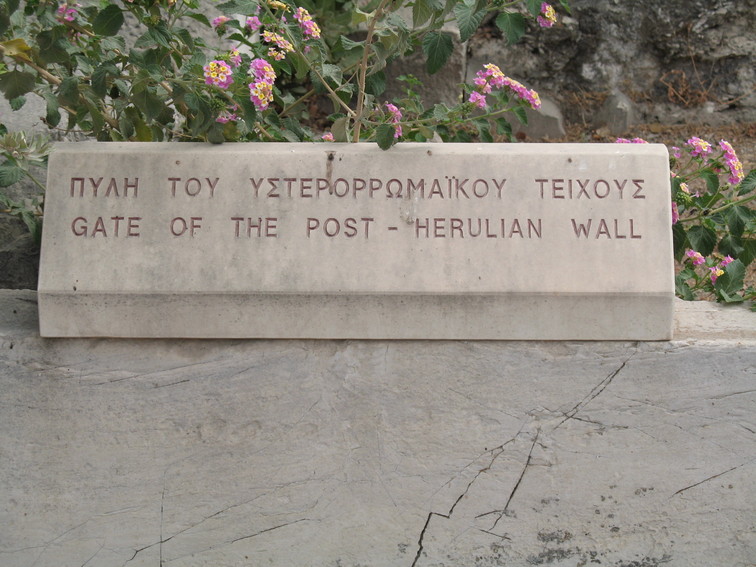 ΠΥΛΗ ΤΟΥ ΥΣΤΕΡΟΡΡΩΜΑΪΚΟΥ ΤΕΙΧΟΥΣ
GATE OF THE POST - HERULIAN WALL